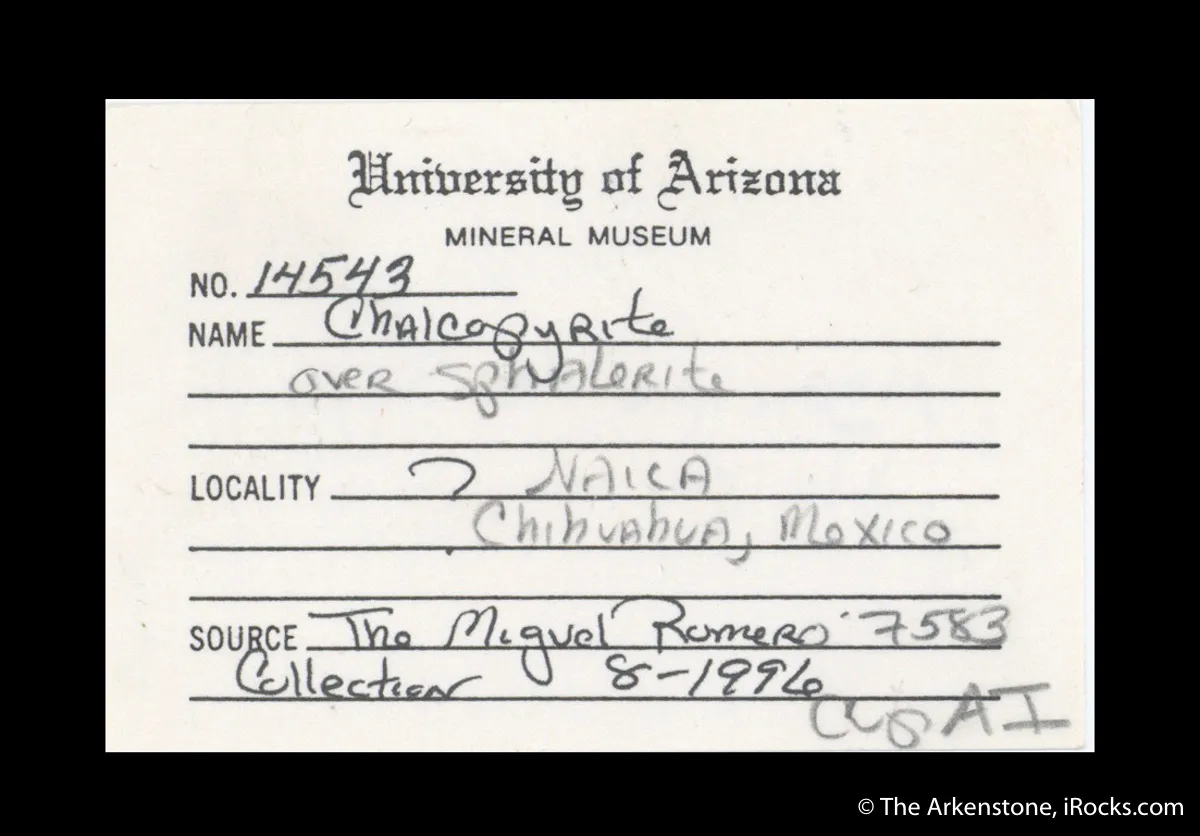 University of Arizona
MINERAL MUSEUM
NO. 14543
NAME Chalcopyrite
over sphalerite
LOCALITY ? NAICA
Chihuahua, Mexico
SOURCE The Miguel Romero 7583
Collection 8-1996
AI
© The Arkenstone, iRocks.com